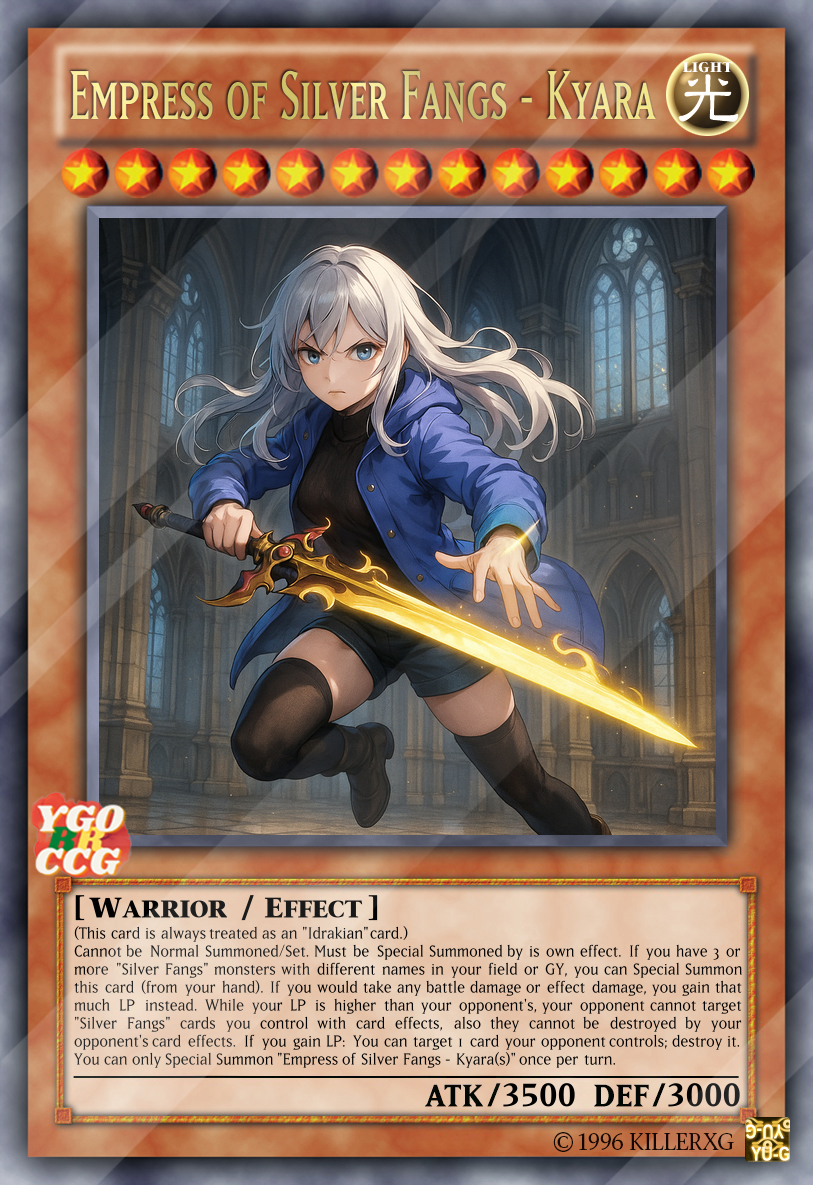 Empress of Silver Fangs - Kyara
LIGHT
光
YGO
BR
CCG
[ Warrior / Effect ]
(This card is always treated as an "Idrakian" card.)
Cannot be Normal Summoned/Set. Must be Special Summoned by is own effect. If you have 3 or
more "Silver Fangs" monsters with different names in your field or GY, you can Special Summon
this card (from your hand). If you would take any battle damage or effect damage, you gain that
much LP instead. While your LP is higher than your opponent's, your opponent cannot target
"Silver Fangs" cards you control with card effects, also they cannot be destroyed by your
opponent's card effects. If you gain LP: You can target 1 card your opponent controls; destroy it.
You can only Special Summon "Empress of Silver Fangs - Kyara(s)" once per turn.
ATK/3500 DEF/3000
© 1996 KILLERXG